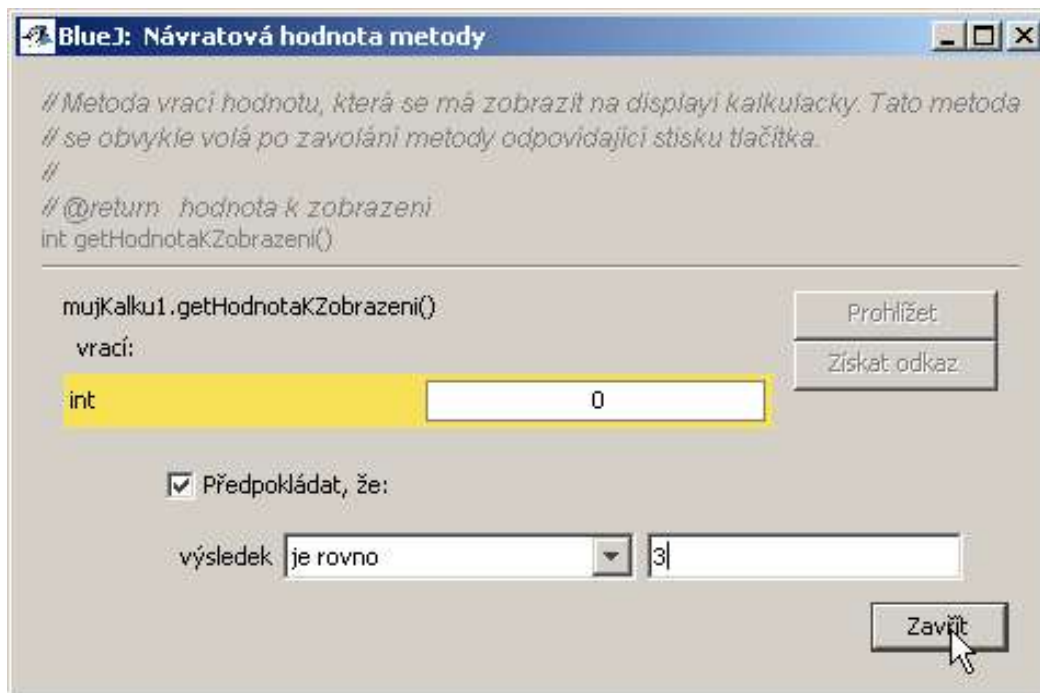 BlueJ: Návratová hodnota metody
// Metoda vrací hodnotu, která se má zobrazit na displayi kalkulacky. Tato metoda
// se obvykle volá po zavolání metody odpovídající stisku tlačítka.
//
// @return hodnota k zobrazeni
int getHodnotaKZobrazeni()
mujKalku1.getHodnotaKZobrazeni()
vrací:
int 0
Prohlížet
Získat odkaz
Předpokládat, že:
výsledek je rovno 3
Zavřít